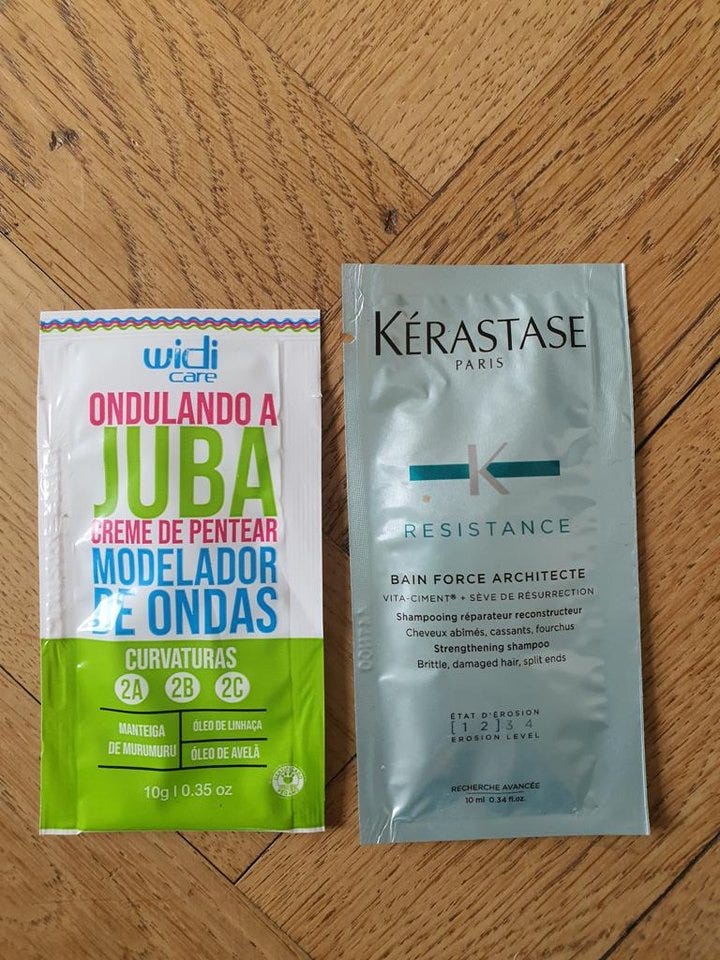 widi
care
ONDULANDO A
JUBA
CREME DE PENTEAR
MODELADOR
DE ONDAS
CURVATURAS
2A 2B 2C
MANTEIGA
DE MURUMURU
ÓLEO DE LINHAÇA
ÓLEO DE AVELÃ
10g | 0.35 oz
KÉRASTASE
PARIS
K
RESISTANCE
BAIN FORCE ARCHITECTE
VITA-CIMENT® + SÈVE DE RÉSURRECTION
Shampooing réparateur reconstructeur
Cheveux abîmés, cassants, fourchus
Strengthening shampoo
Brittle, damaged hair, split ends
ÉTAT D'ÉROSION
[1 2] 3 4
EROSION LEVEL
RECHERCHE AVANCÉE
10 ml 0.34 fl.oz.